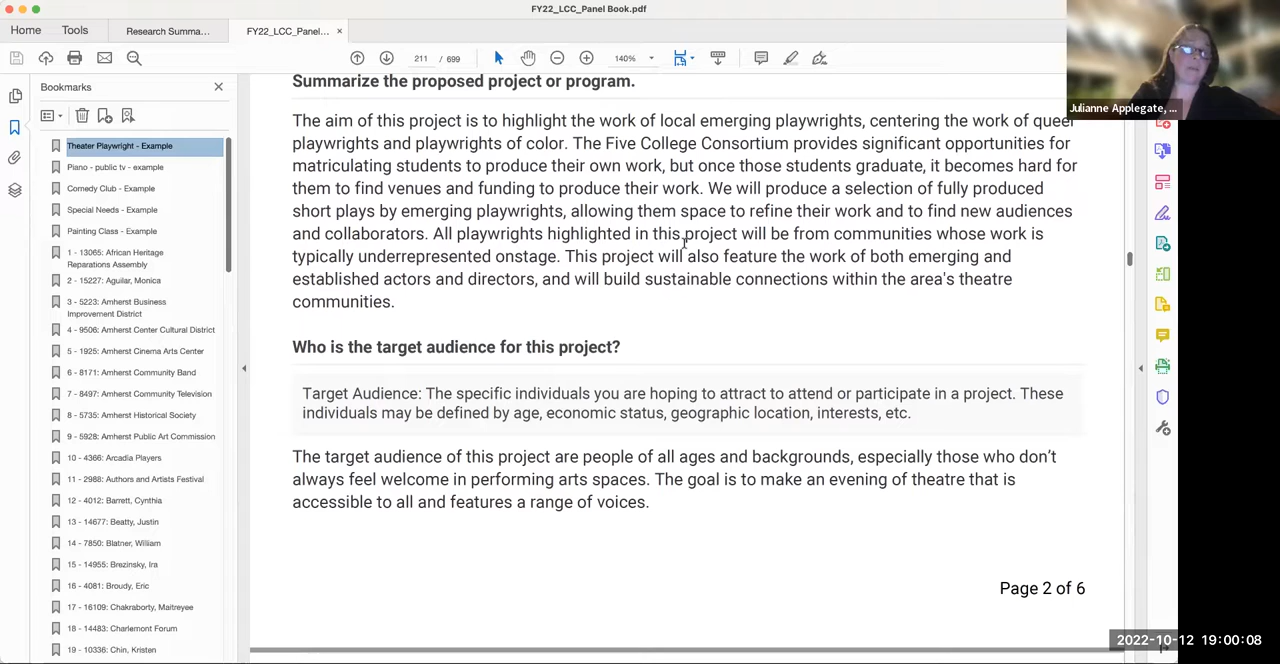 FY22_LCC_Panel Book.pdf
Home
Tools
Research Summa...
FY22_LCC_Panel...
×
211 / 699
140%
Julianne Applegate, ...
Bookmarks
Theater Playwright - Example
Piano - public tv - example
Comedy Club - Example
Special Needs - Example
Painting Class - Example
1 - 13065: African Heritage
Reparations Assembly
2 - 15227: Aguilar, Monica
3 - 5223: Amherst Business
Improvement District
4 - 9506: Amherst Center Cultural District
5 - 1925: Amherst Cinema Arts Center
6 - 8171: Amherst Community Band
7 - 8497: Amherst Community Television
8 - 5735: Amherst Historical Society
9 - 5928: Amherst Public Art Commission
10 - 4366: Arcadia Players
11 - 2988: Authors and Artists Festival
12 - 4012: Barrett, Cynthia
13 - 14677: Beatty, Justin
14 - 7850: Blatner, William
15 - 14955: Brezinsky, Ira
16 - 4081: Broudy, Eric
17 - 16109: Chakraborty, Maitreyee
18 - 14483: Charlemont Forum
19 - 10336: Chin, Kristen
Summarize the proposed project or program.
The aim of this project is to highlight the work of local emerging playwrights, centering the work of queer
playwrights and playwrights of color. The Five College Consortium provides significant opportunities for
matriculating students to produce their own work, but once those students graduate, it becomes hard for
them to find venues and funding to produce their work. We will produce a selection of fully produced
short plays by emerging playwrights, allowing them space to refine their work and to find new audiences
and collaborators. All playwrights highlighted in this project will be from communities whose work is
typically underrepresented onstage. This project will also feature the work of both emerging and
established actors and directors, and will build sustainable connections within the area's theatre
communities.
Who is the target audience for this project?
Target Audience: The specific individuals you are hoping to attract to attend or participate in a project. These
individuals may be defined by age, economic status, geographic location, interests, etc.
The target audience of this project are people of all ages and backgrounds, especially those who don't
always feel welcome in performing arts spaces. The goal is to make an evening of theatre that is
accessible to all and features a range of voices.
Page 2 of 6
2022-10-12 19:00:08